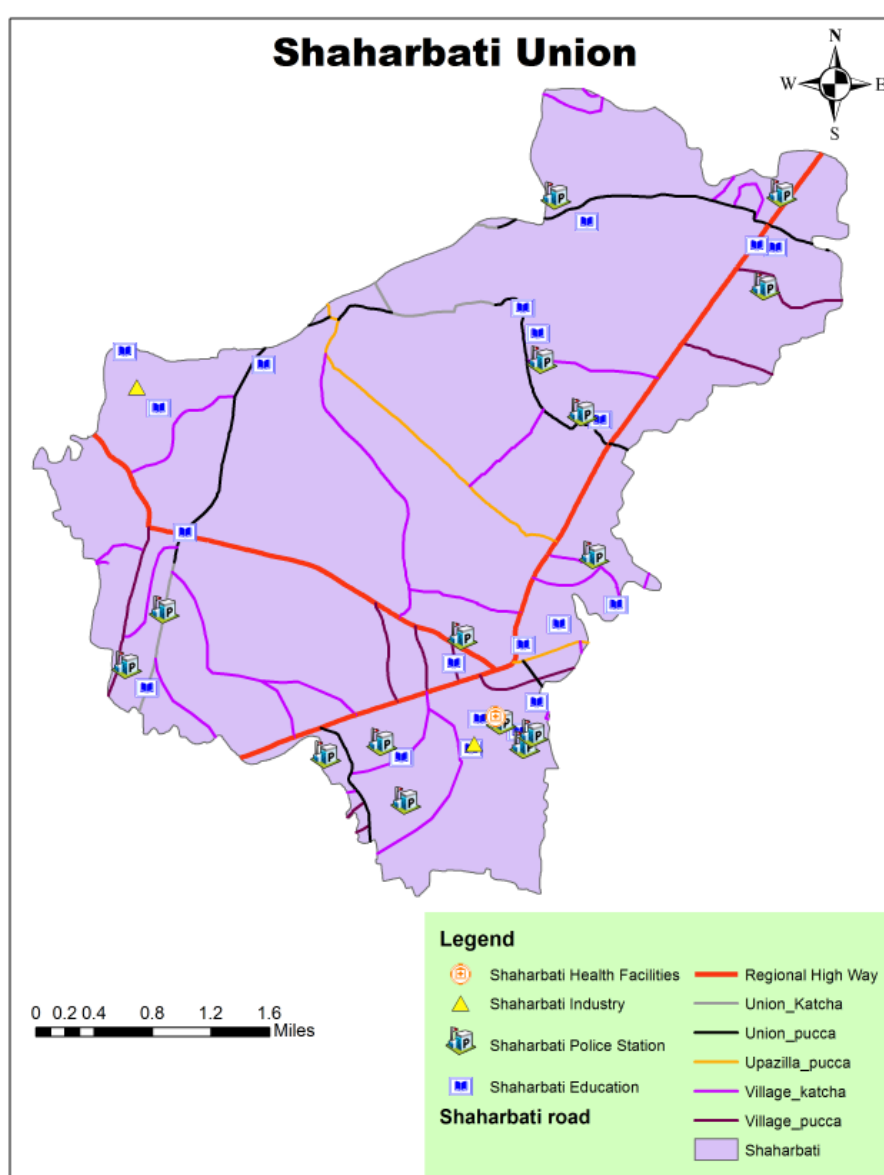 Shaharbati Union
N
W E
S
Legend
Shaharbati Health Facilities
Shaharbati Industry
Shaharbati Police Station
Shaharbati Education
Shaharbati road
Regional High Way
Union_Katcha
Union_pucca
Upazilla_pucca
Village_katcha
Village_pucca
Shaharbati
0 0.2 0.4 0.8 1.2 1.6
Miles